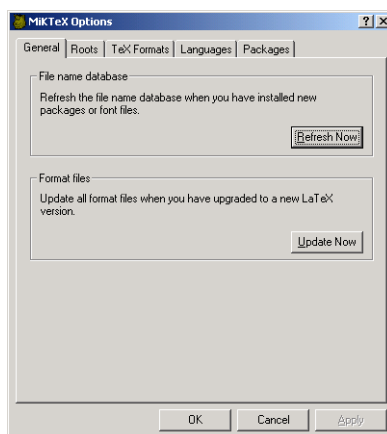 MiKTeX Options
General Roots TeX Formats Languages Packages
File name database
Refresh the file name database when you have installed new
packages or font files.
Refresh Now
Format files
Update all format files when you have upgraded to a new LaTeX
version.
Update Now
OK Cancel Apply